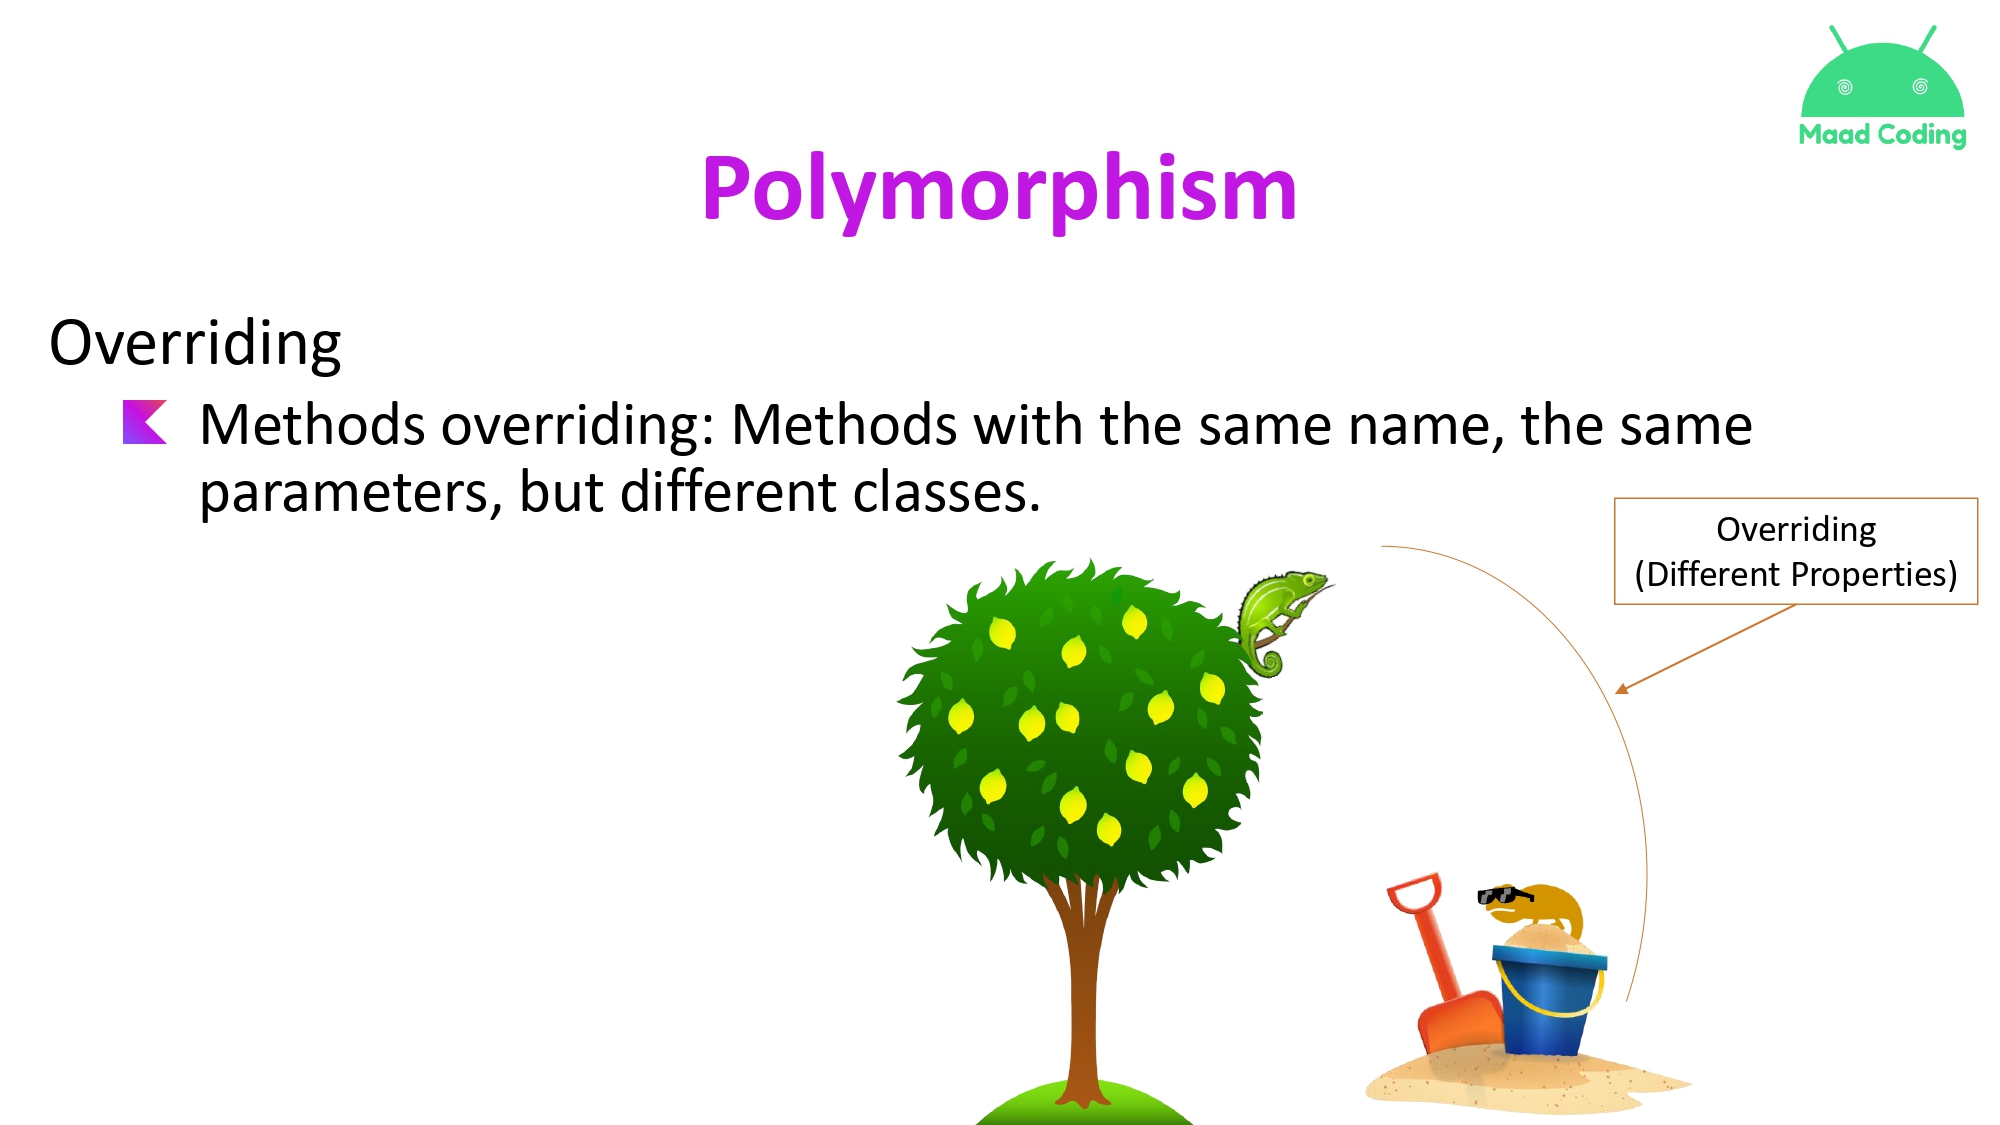 Maad Coding
Polymorphism
Overriding
Methods overriding: Methods with the same name, the same
parameters, but different classes.
Overriding
(Different Properties)